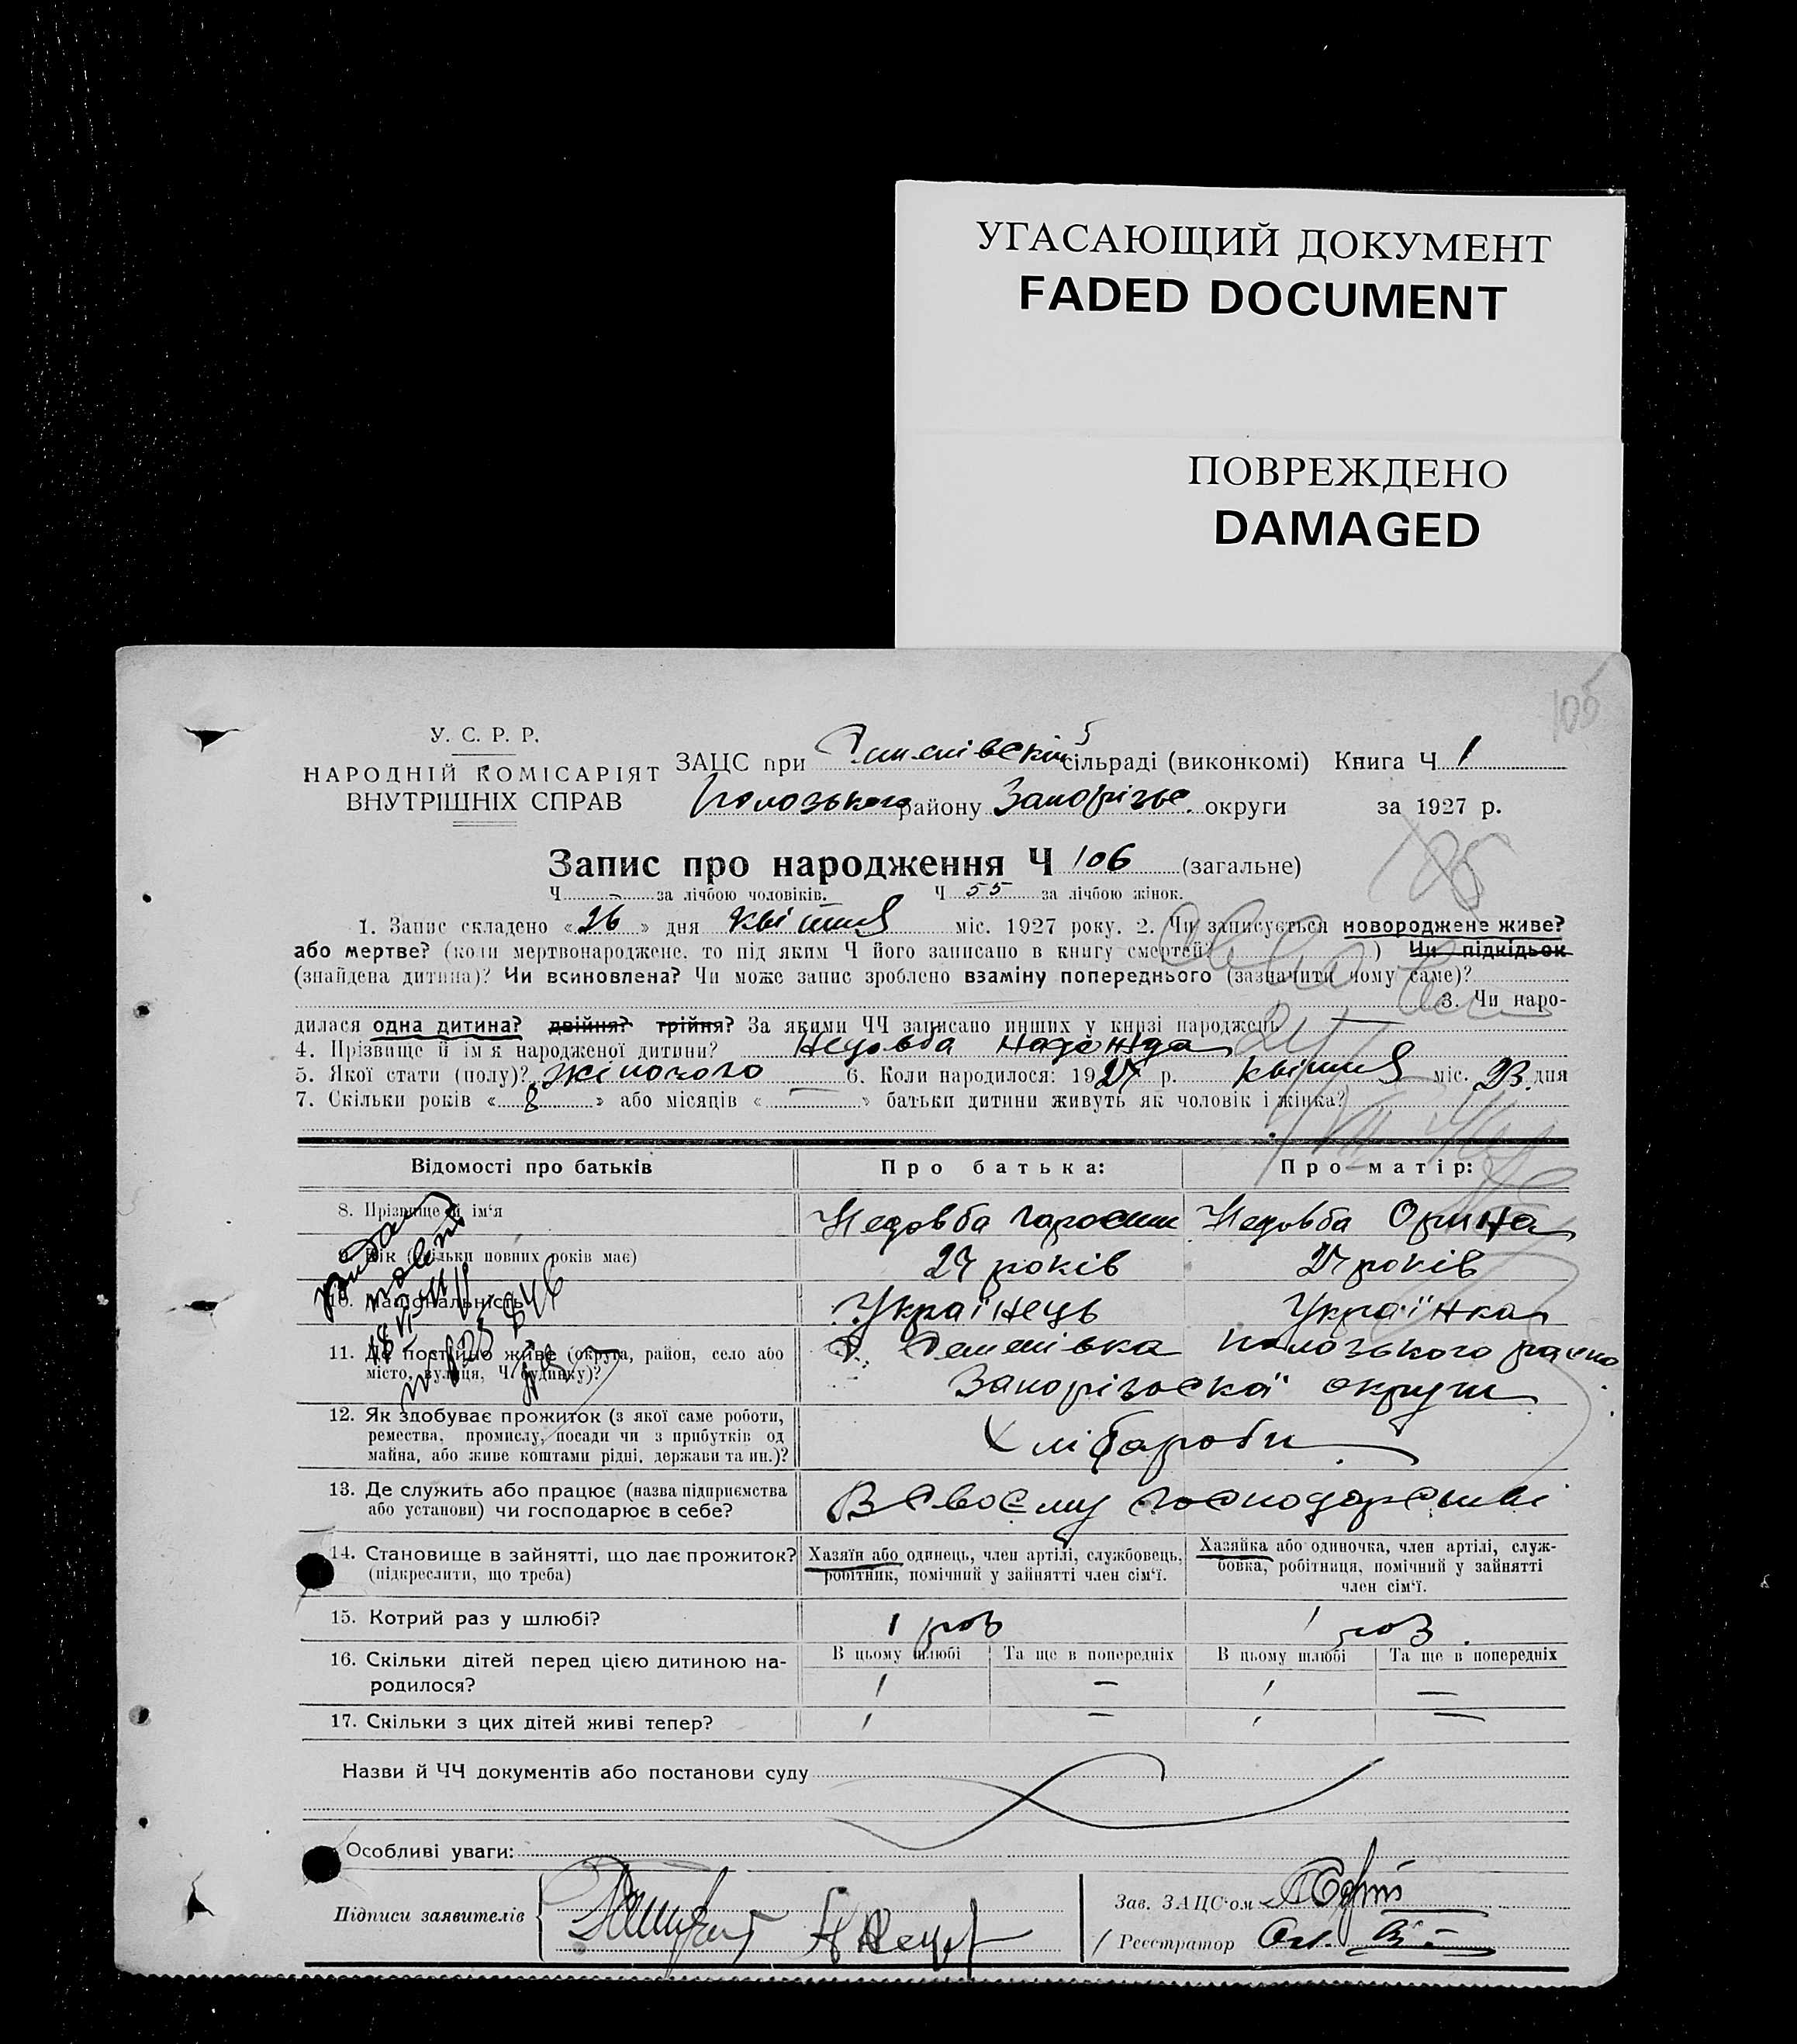 УГАСАЮЩИЙ ДОКУМЕНТ
FADED DOCUMENT
ПОВРЕЖДЕНО
DAMAGED
105
У. С. Р. Р.
НАРОДНІЙ КОМІСАРІЯТ
ВНУТРІШНІХ СПРАВ
ЗАЦС при сільраді (виконкомі) Книга Ч 1
Пологського району Запорізьс. округи за 1927 р.
Запис про народження Ч 106 (загальне)
Ч - за лічбою чоловіків. Ч 55 за лічбою жінок.
1. Запис складено «26» дня квітня міс. 1927 року. 2. Чи записується новороджене живе?
або мертве? (коли мертвонароджене, то під яким Ч його записано в книгу смертей? ) Чи підкідьок
(знайдена дитина)? Чи всиновлена? Чи може запис зроблено взаміну попереднього (зазначити чому саме)?
3. Чи наро-
дилася одна дитина? двійня? трійня? За якими ЧЧ записано инших у книзі народжень —
4. Прізвище й ім'я народженої дитини? Недовба Надежда
5. Якої стати (полу)? жіночого 6. Коли народилося: 1927 р. квітня міс. 23 дня
7. Скільки років « 8 » або місяців « — » батьки дитини живуть як чоловік і жінка?
Відомості про батьків Про батька: Про матір:
8. Прізвище й ім'я Недовба Гарасим Недовба Орина
9. Вік (скільки повних років має) 27 років 27 років
10. Національність Українець Українка
11. Де постійно живе (округа, район, село або
місто, вулиця, Ч будинку)?
Запорізської округи
12. Як здобуває прожиток (з якої саме роботи,
ремества, промислу, посади чи з прибутків од
майна, або живе коштами рідні, держави та ин.)?
Хлібароби
13. Де служить або працює (назва підприємства
або установи) чи господарює в себе?
В своєму господарстві
14. Становище в зайнятті, що дає прожиток?
(підкреслити, що треба)
Хазяїн або одинець, член артілі, службовець,
робітник, помічний у зайнятті член сім'ї.
Хазяйка або одиночка, член артілі, служ-
бовка, робітниця, помічний у зайнятті
член сім'ї.
15. Котрий раз у шлюбі? 1 раз 1 раз
16. Скільки дітей перед цією дитиною на-
родилося?
В цьому шлюбі Та ще в попередніх В цьому шлюбі Та ще в попередніх
1 — 1 —
17. Скільки з цих дітей живі тепер? 1 — 1 —
Назви й ЧЧ документів або постанови суду
Особливі уваги:
Підписи заявителів
Зав. ЗАЦС-ом
Реєстратор